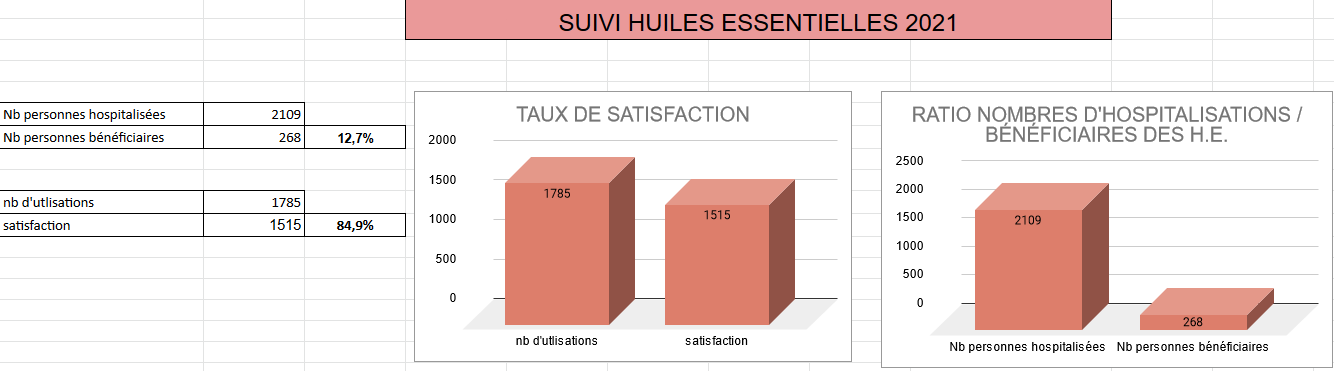 SUIVI HUILES ESSENTIELLES 2021
Nb personnes hospitalisées 2109
Nb personnes bénéficiaires 268 12,7%
nb d'utlisations 1785
satisfaction 1515 84,9%
TAUX DE SATISFACTION
2000
1500
1000
500
0
1785
1515
nb d'utlisations satisfaction
RATIO NOMBRES D'HOSPITALISATIONS /
BÉNÉFICIAIRES DES H.E.
2500
2000
1500
1000
500
0
2109
268
Nb personnes hospitalisées Nb personnes bénéficiaires